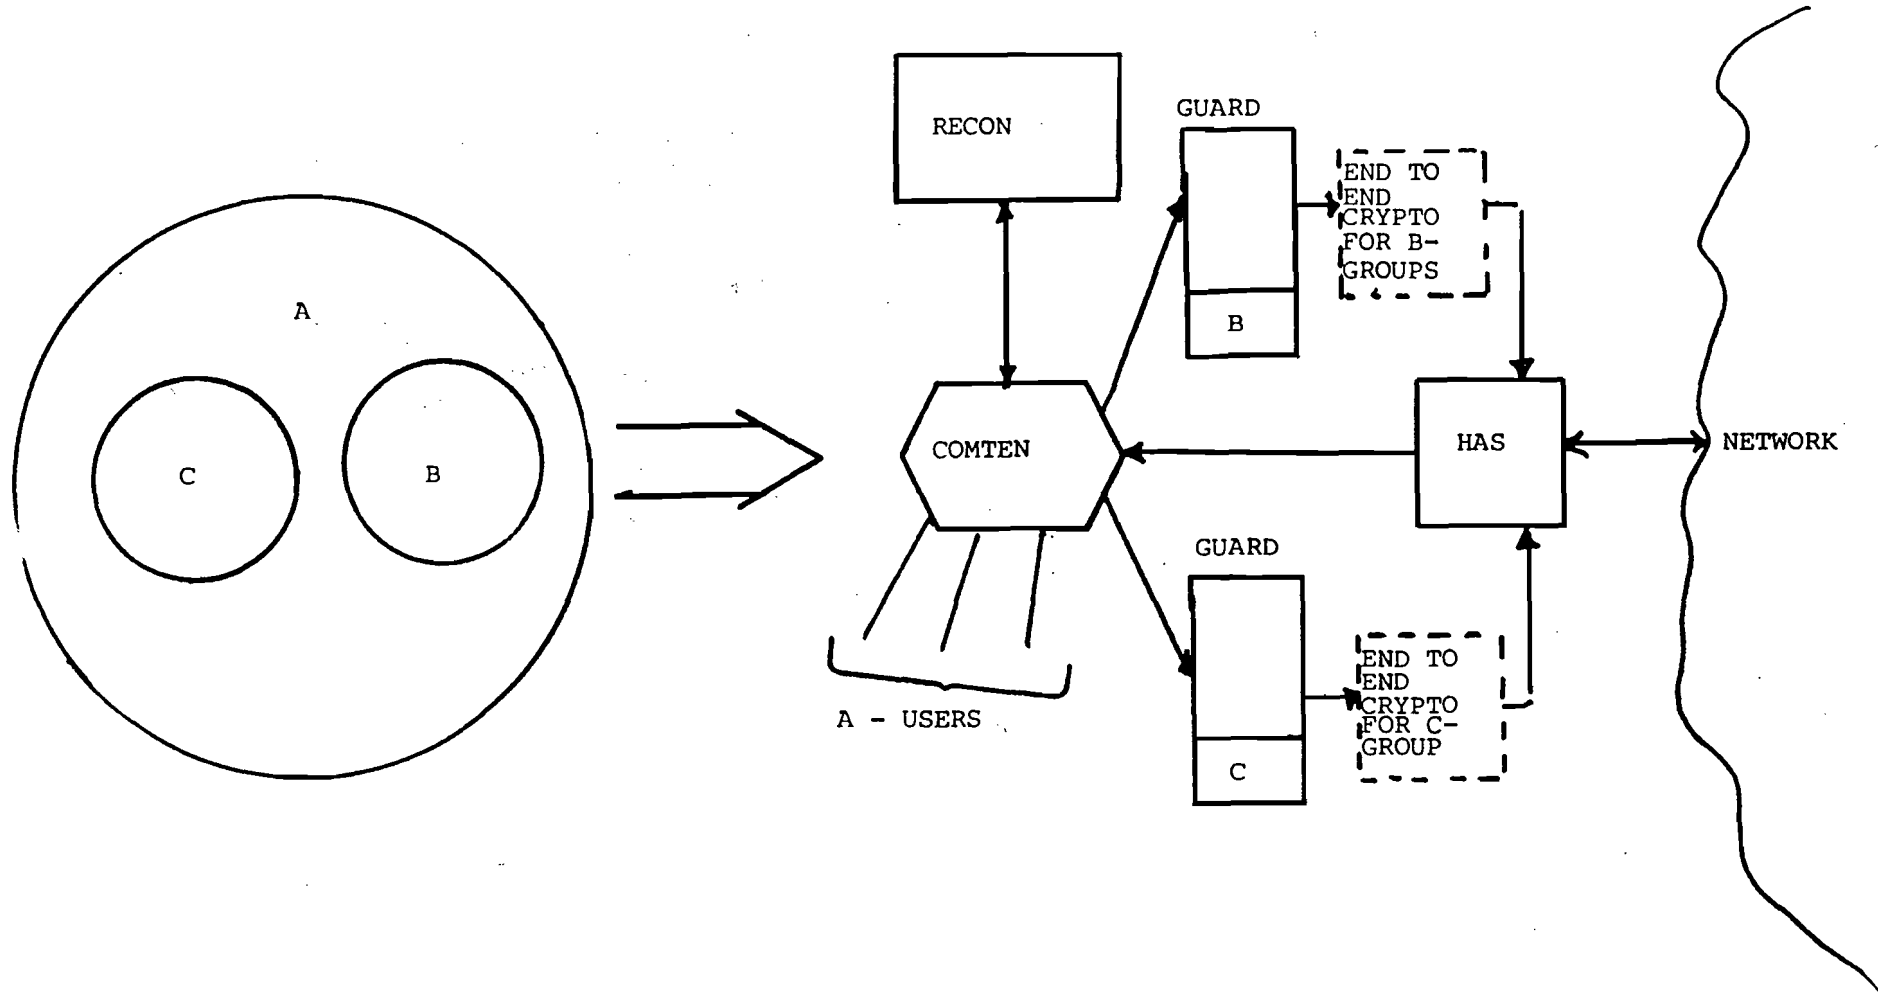 A
C
B
RECON
COMTEN
A - USERS
GUARD
B
END TO
END
CRYPTO
FOR B-
GROUPS
HAS
NETWORK
GUARD
C
END TO
END
CRYPTO
FOR C-
GROUP